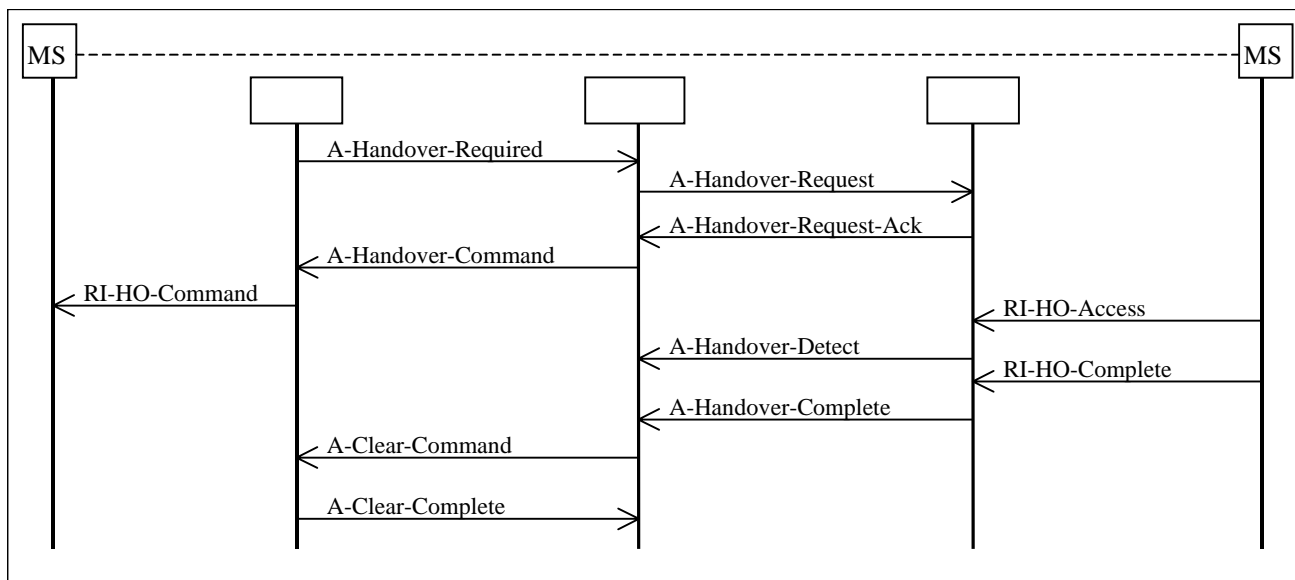 MS
MS
A-Handover-Required
A-Handover-Request
A-Handover-Request-Ack
A-Handover-Command
RI-HO-Command
RI-HO-Access
A-Handover-Detect
RI-HO-Complete
A-Handover-Complete
A-Clear-Command
A-Clear-Complete